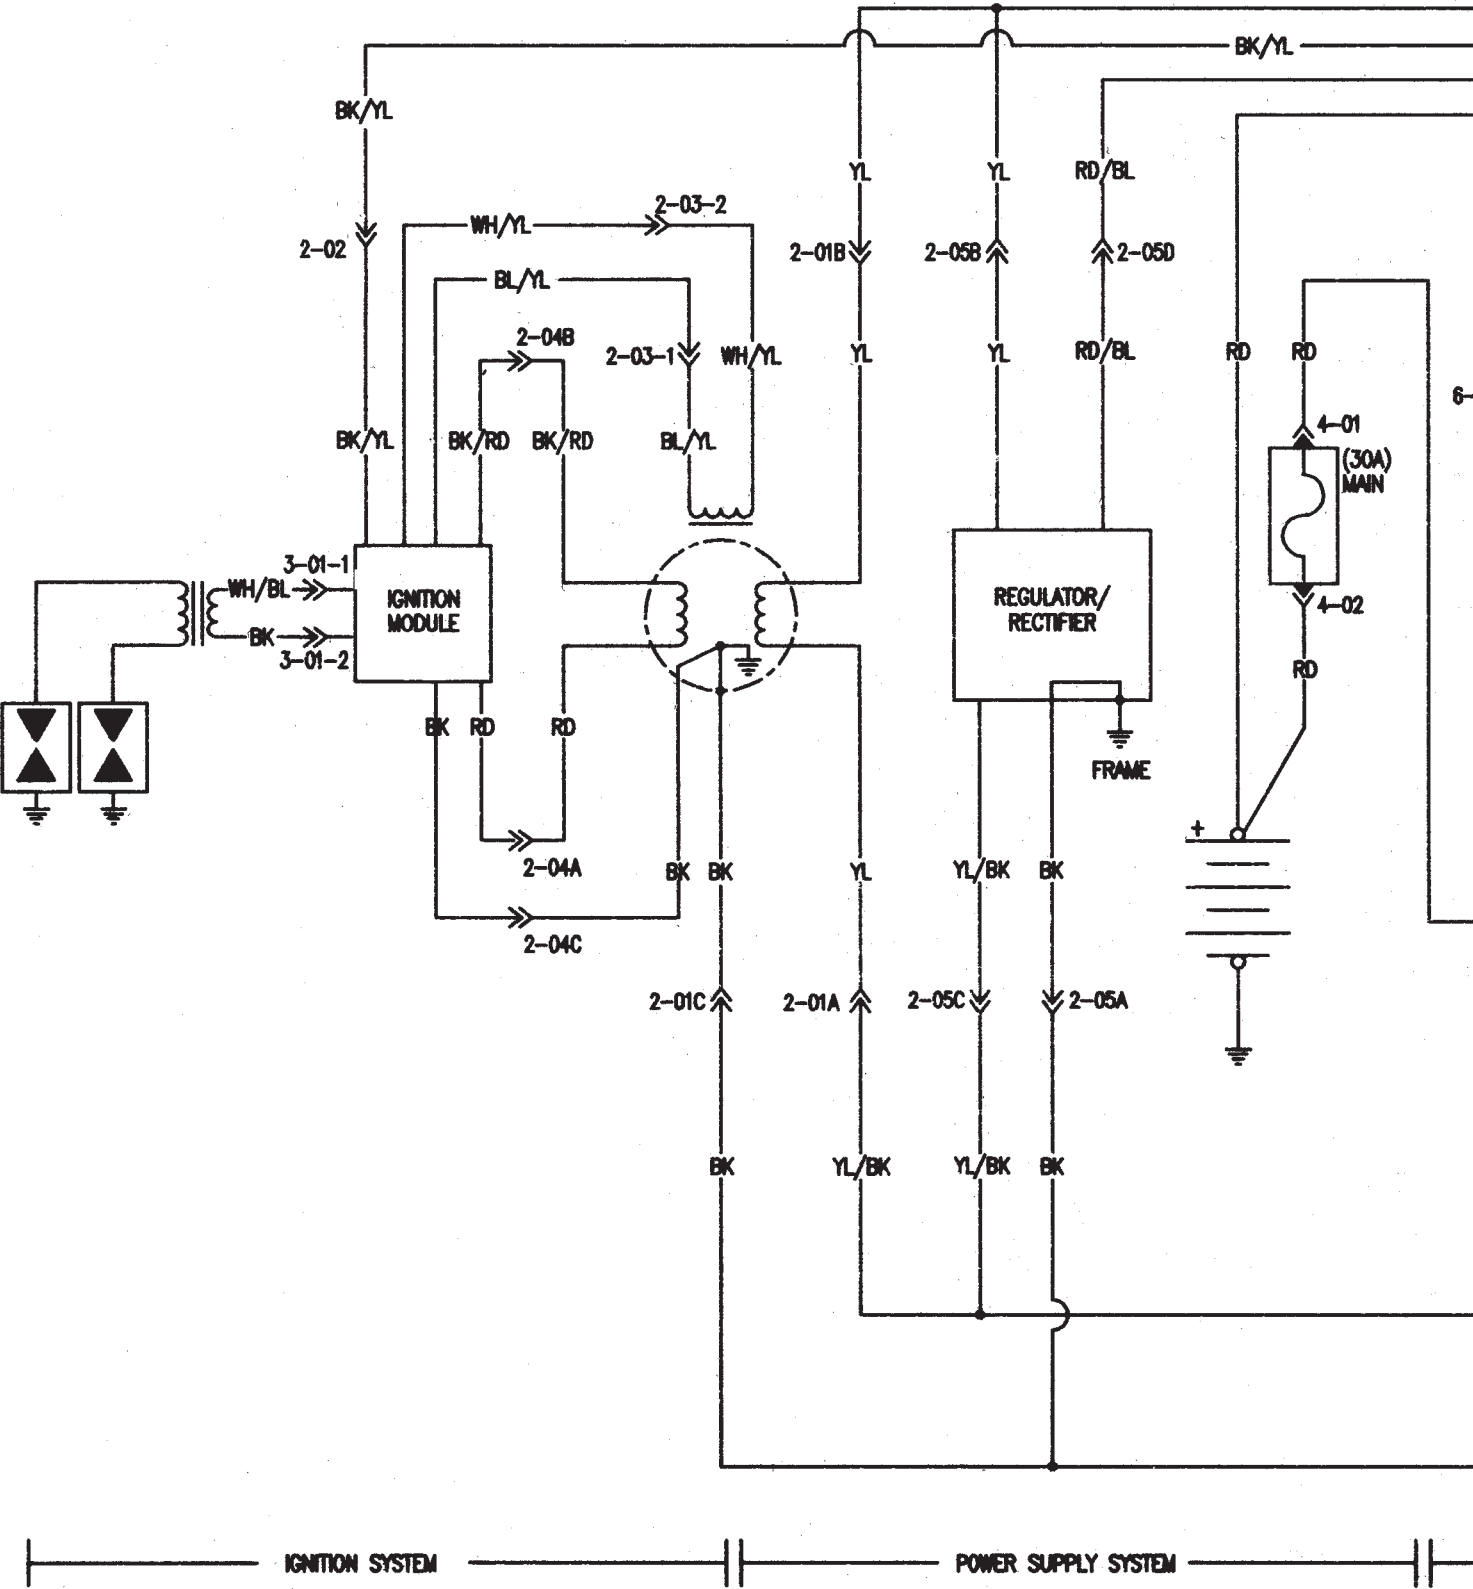 BK/YL
BK/YL
YL
YL
RD/BL
2-03-2
WH/YL
2-02
2-01B
2-05B
2-05D
BL/YL
2-04B
2-03-1
WH/YL
YL
YL
RD/BL
RD
RD
6-
4-01
BK/YL
BK/RD
BK/RD
BL/YL
(30A)
MAIN
3-01-1
WH/BL
IGNITION
MODULE
REGULATOR/
RECTIFIER
4-02
BK
3-01-2
RD
BK
RD
RD
FRAME
+
2-04A
BK
BK
YL
YL/BK
BK
2-04C
2-01C
2-01A
2-05C
2-05A
BK
YL/BK
YL/BK
BK
IGNITION SYSTEM
POWER SUPPLY SYSTEM